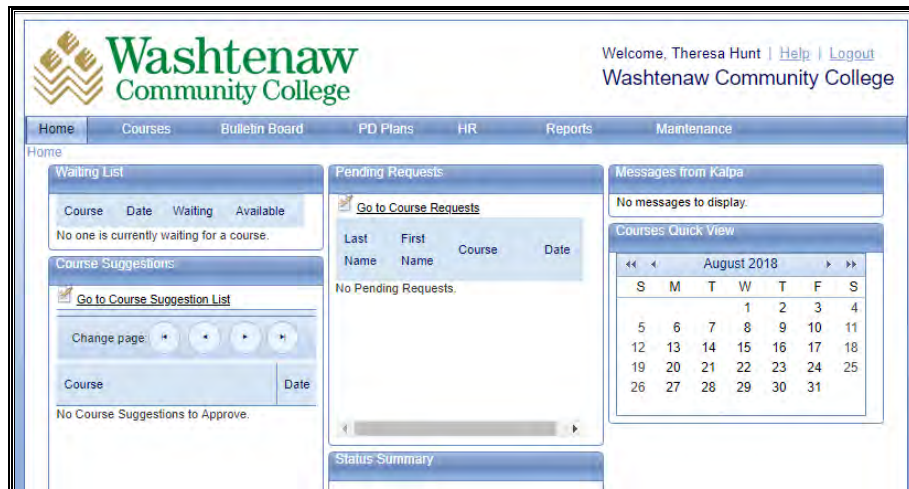 Washtenaw
Community College
Welcome, Theresa Hunt | Help | Logout
Washtenaw Community College
Home Courses Bulletin Board PD Plans HR Reports Maintenance
Home
Waiting List
Course Date Waiting Available
No one is currently waiting for a course.
Course Suggestions
Go to Course Suggestion List
Change page:
Course Date
No Course Suggestions to Approve.
Pending Requests
Go to Course Requests
Last Name First Name Course Date
No Pending Requests.
Status Summary
Messages from Kalpa
No messages to display.
Courses Quick View
August 2018
S M T W T F S
1 2 3 4
5 6 7 8 9 10 11
12 13 14 15 16 17 18
19 20 21 22 23 24 25
26 27 28 29 30 31